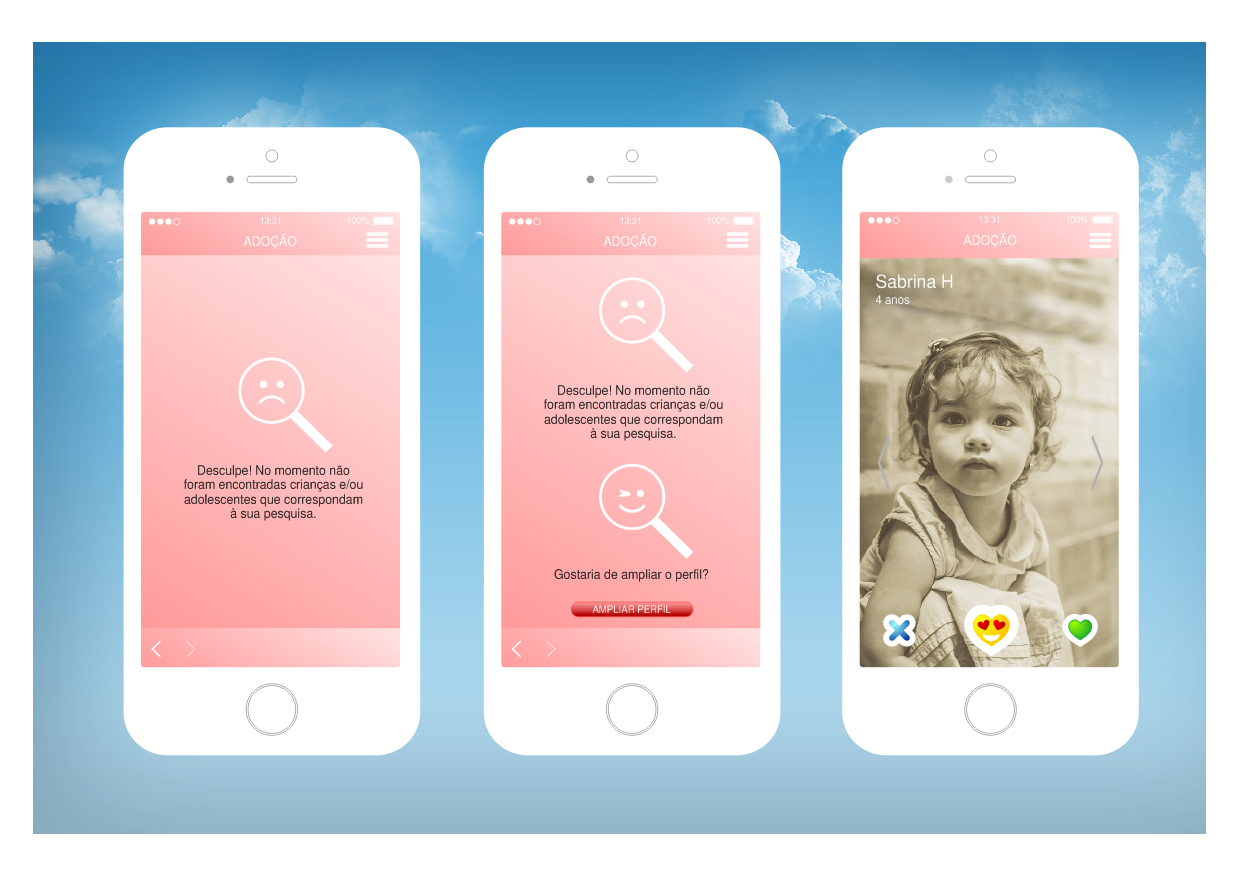 13:31
100%
ADOÇÃO
Desculpe! No momento não
foram encontradas crianças e/ou
adolescentes que correspondam
à sua pesquisa.
13:31
100%
ADOÇÃO
Desculpe! No momento não
foram encontradas crianças e/ou
adolescentes que correspondam
à sua pesquisa.
Gostaria de ampliar o perfil?
AMPLIAR PERFIL
13:31
100%
ADOÇÃO
Sabrina H
4 anos